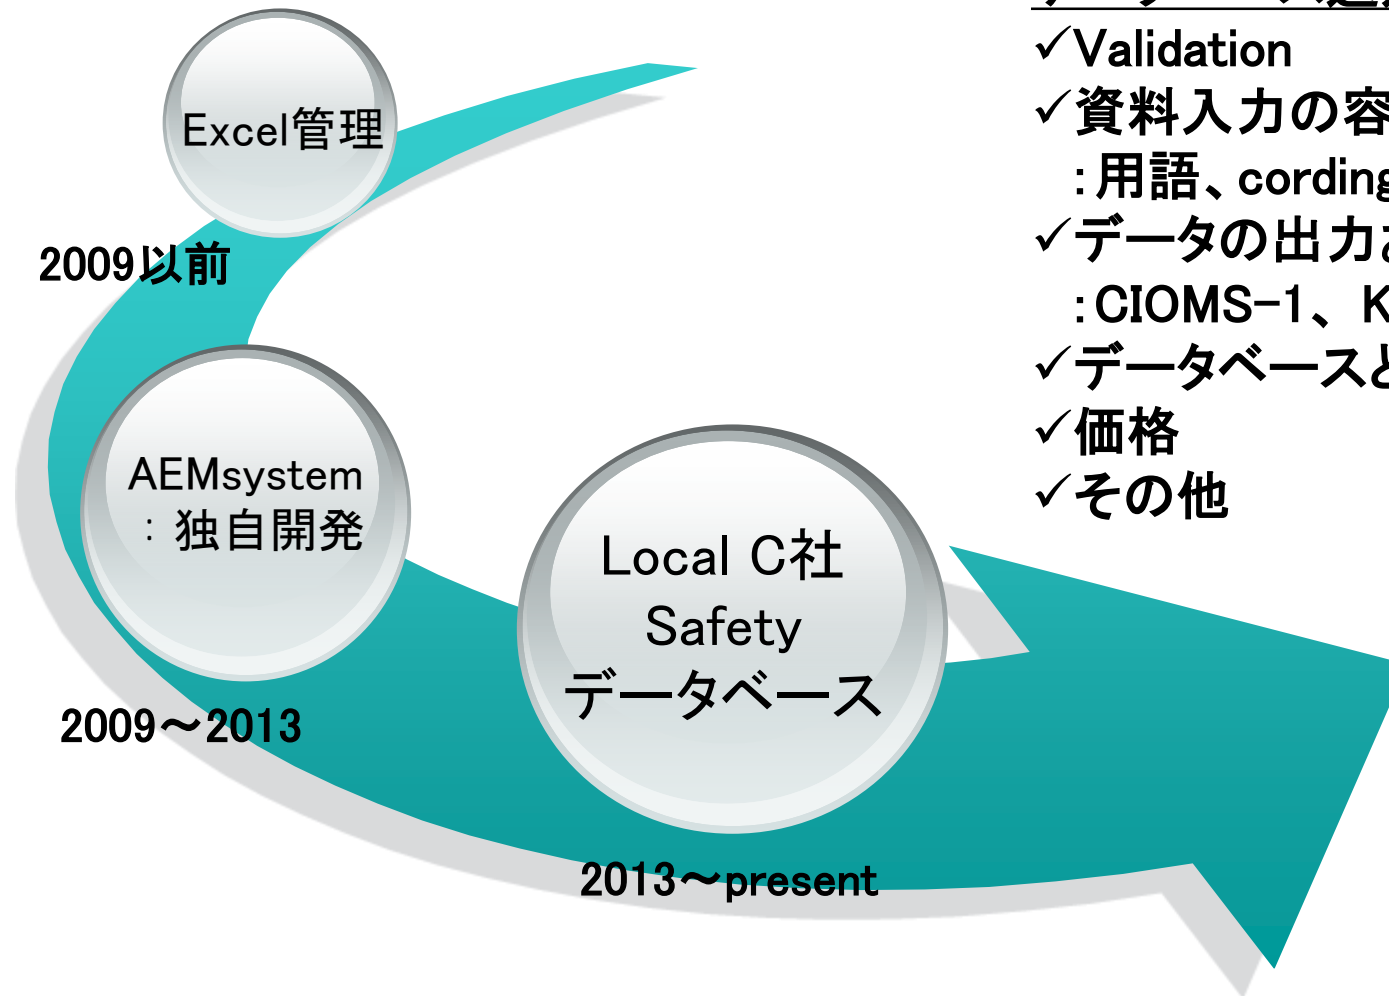 Excel管理
2009以前
AEMsystem
：独自開発
2009～2013
Local C社
Safety
データベース
2013～present
✓Validation
✓資料入力の容
：用語、cording
✓データの出力
：CIOMS-1、K
✓データベースと
✓価格
✓その他